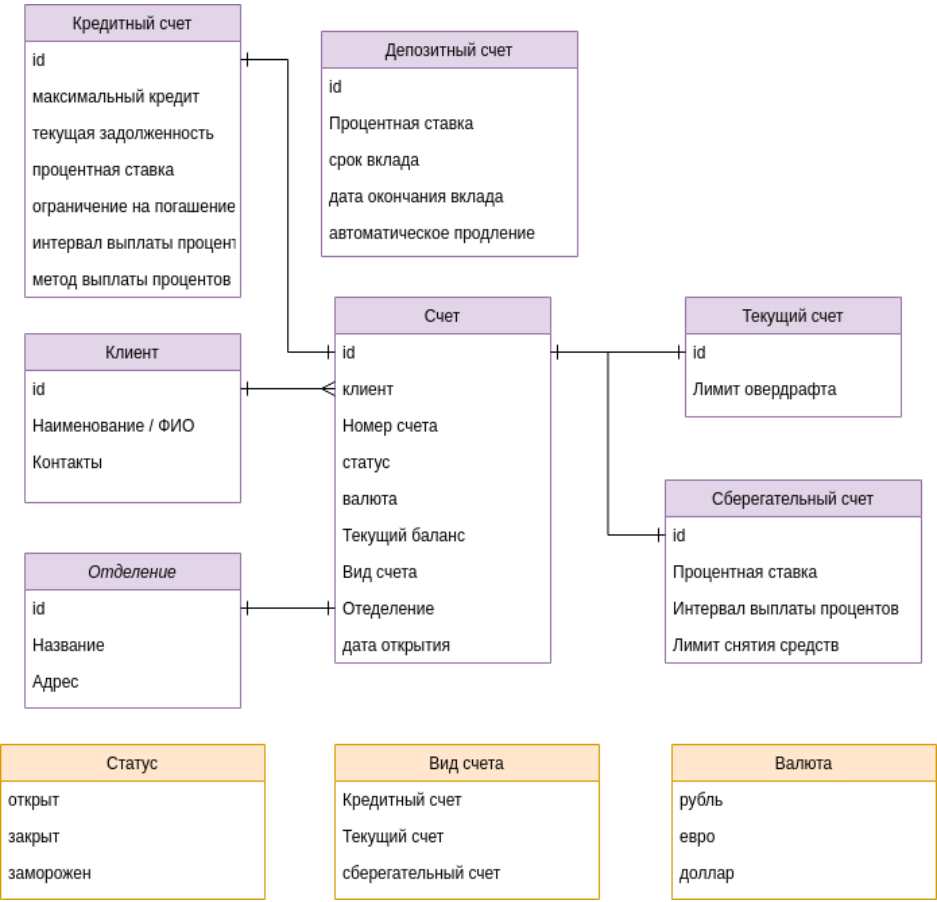 Кредитный счет
id
максимальный кредит
текущая задолженность
процентная ставка
ограничение на погашение
интервал выплаты процент
метод выплаты процентов
Депозитный счет
id
Процентная ставка
срок вклада
дата окончания вклада
автоматическое продление
Клиент
id
Наименование / ФИО
Контакты
Счет
id
клиент
Номер счета
статус
валюта
Текущий баланс
Вид счета
Отеделение
дата открытия
Текущий счет
id
Лимит овердрафта
Сберегательный счет
id
Процентная ставка
Интервал выплаты процентов
Лимит снятия средств
Отделение
id
Название
Адрес
Статус
открыт
закрыт
заморожен
Вид счета
Кредитный счет
Текущий счет
сберегательный счет
Валюта
рубль
евро
доллар